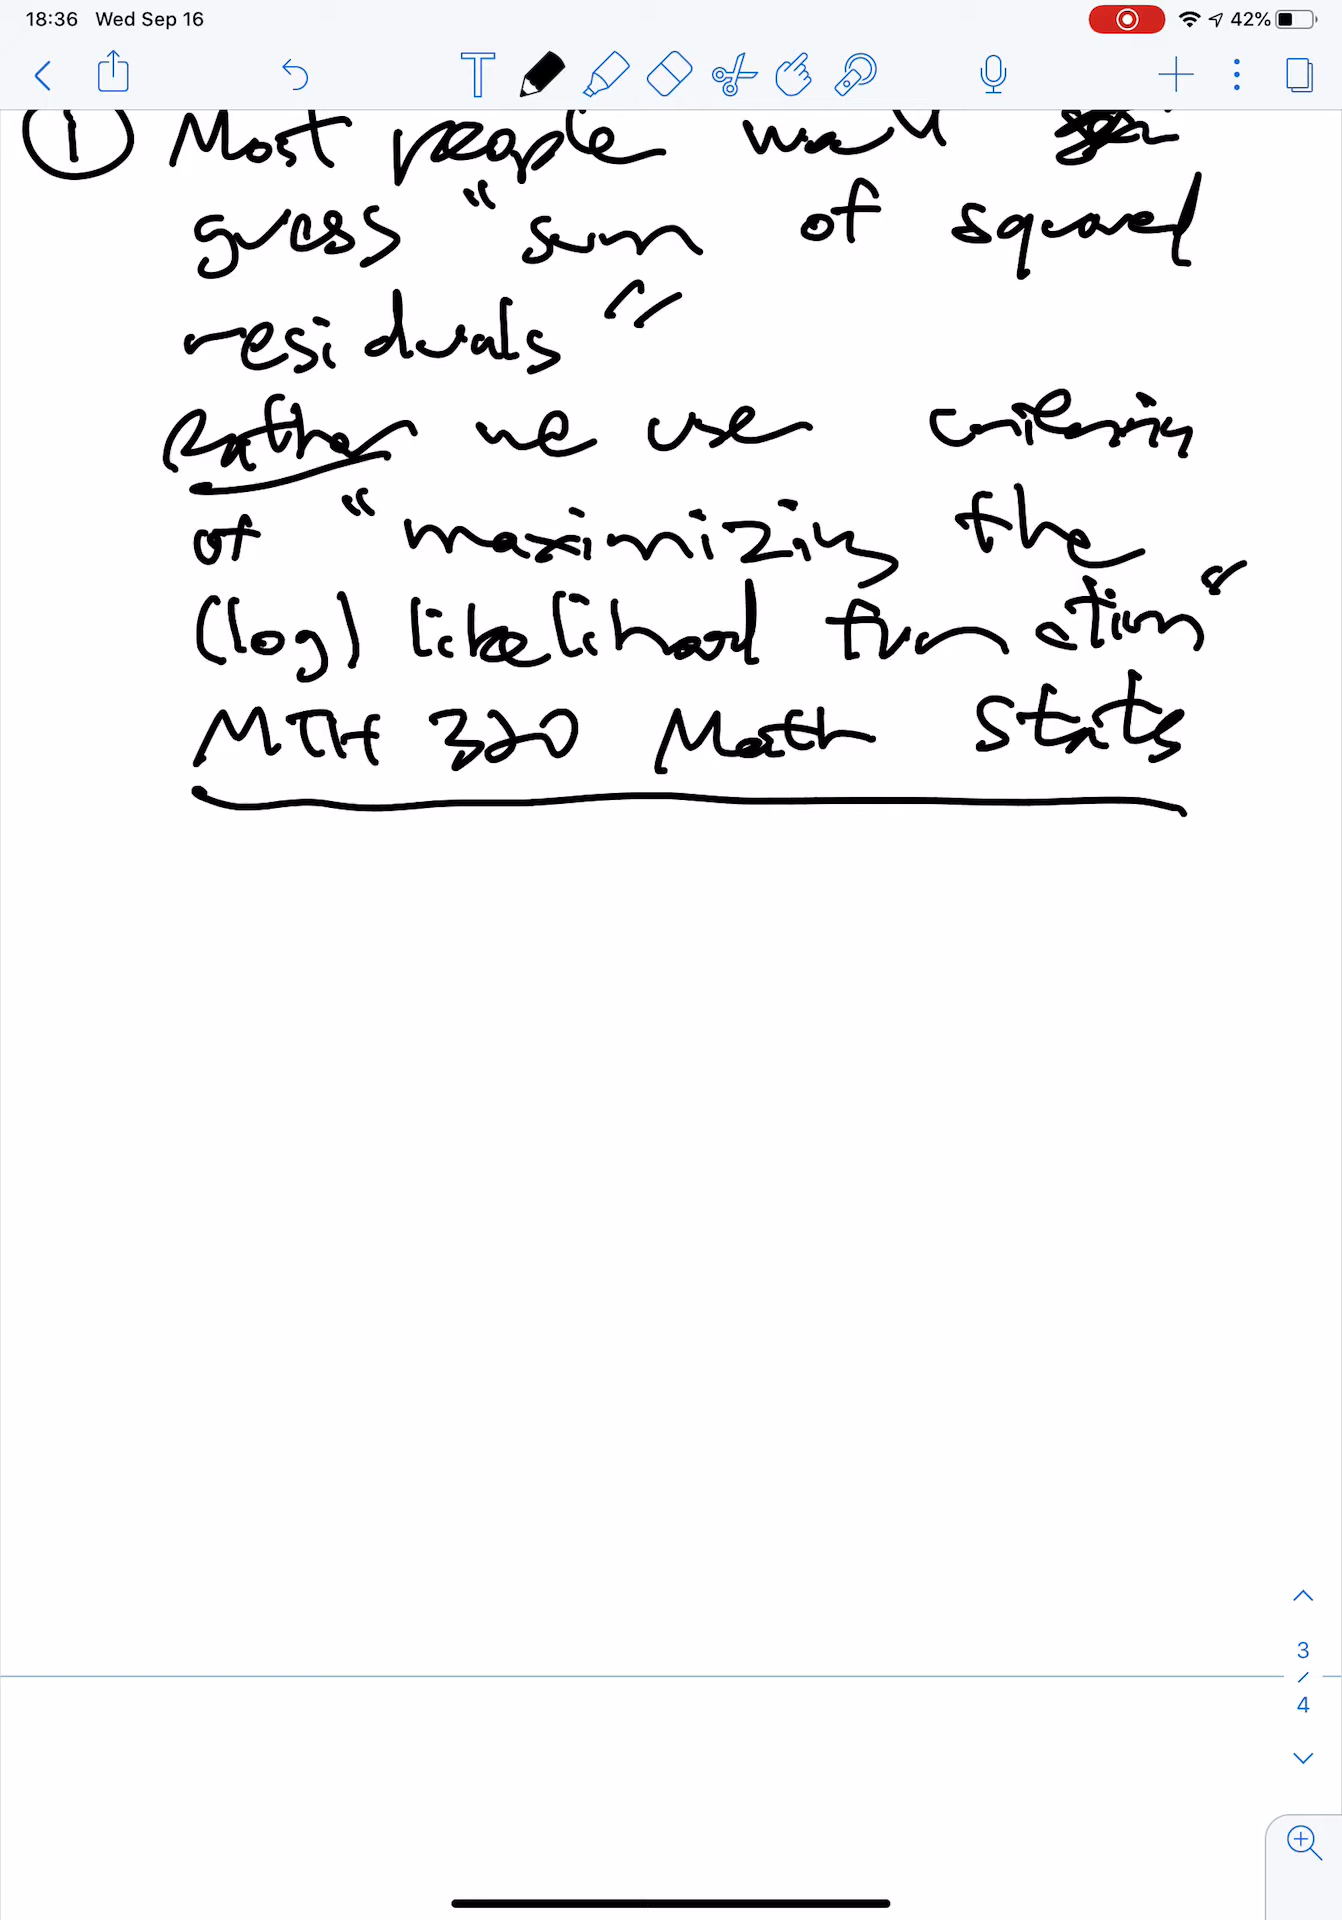 18:36 Wed Sep 16 42%
T
① Most people will
guess "sum of squared
residuals"
Rather we use criteria
of "maximizing the
(log) likelihood function"
MTH 320 Math Stats
3
/
4